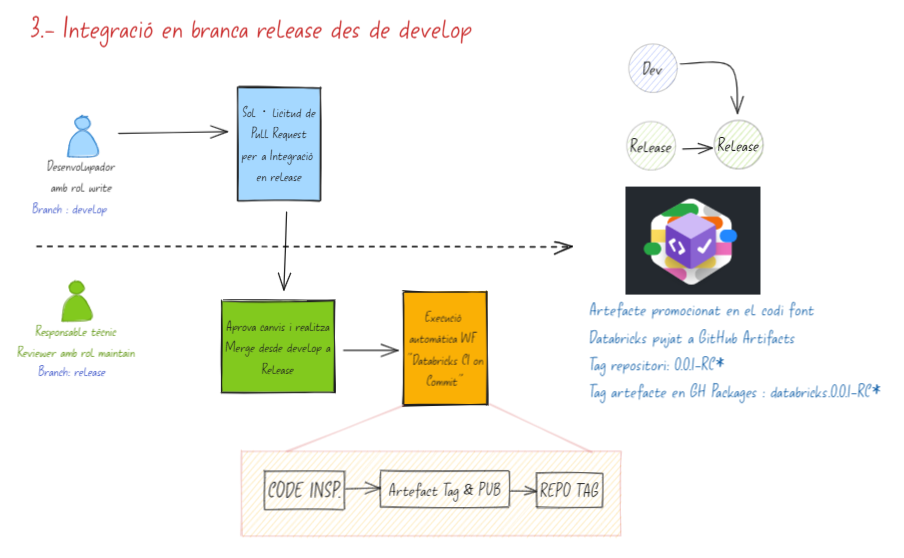 3.- Integració en branca release des de develop
Desenvolupador
amb rol write
Branch : develop
Sol · licitud de
Pull Request
per a Integració
en release
Dev
Release
Release
Responsable tècnic
Reviewer amb rol maintain
Branch: release
Aprova canvis i realitza
Merge desde develop a
Release
Execució
automàtica WF
"Databricks CI on
Commit"
Artefacte promocionat en el codi font
Databricks pujat a GitHub Artifacts
Tag repositori: 0.0.1-RC*
Tag artefacte en GH Packages : databricks.0.0.1-RC*
CODE INSP.
Artefact Tag & PUB
REPO TAG